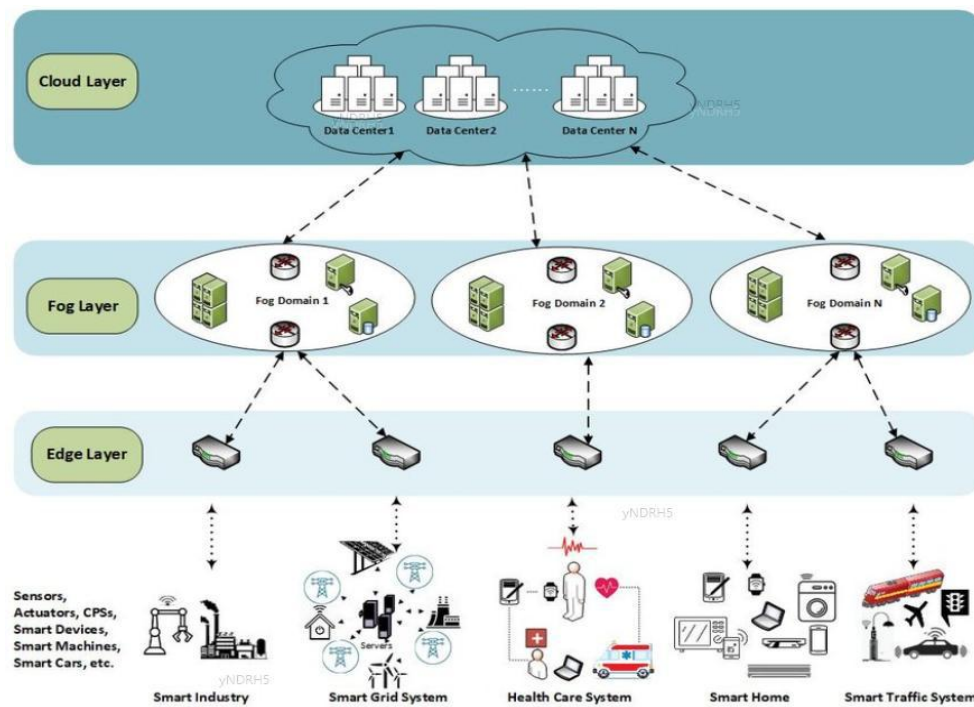 Cloud Layer
Data Center1
Data Center2
Data Center N
yNDRH5
yNDRH5
yNDRH5
yNDRH5
Fog Layer
Fog Domain 1
Fog Domain 2
Fog Domain N
Edge Layer
yNDRH5
Sensors,
Actuators, CPSs,
Smart Devices,
Smart Machines,
Smart Cars, etc.
Servers
yNDRH5
Smart Industry
Smart Grid System
Health Care System
Smart Home
Smart Traffic System